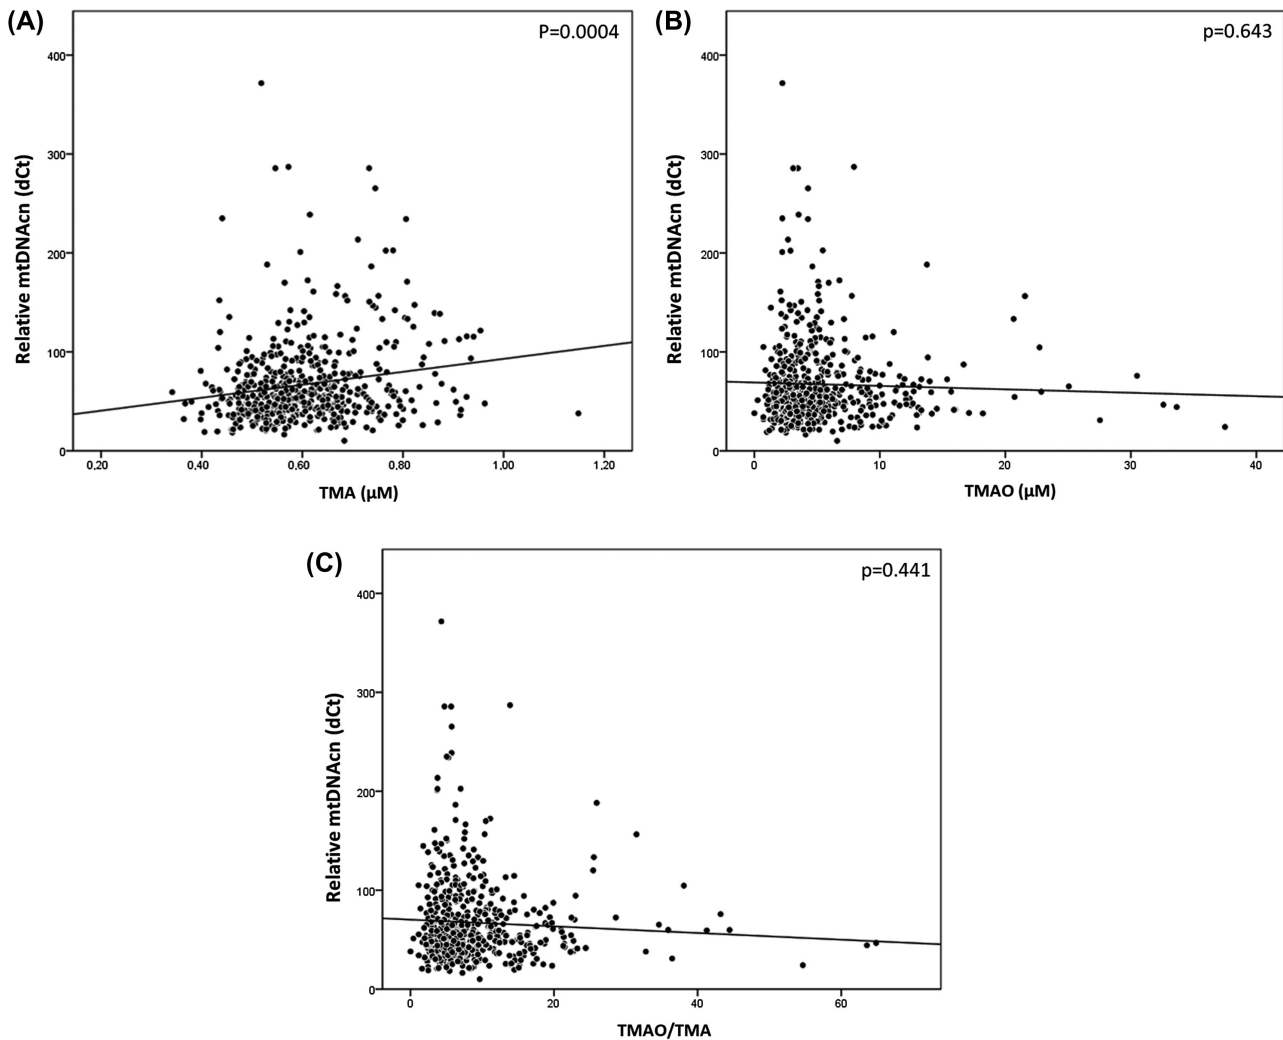 (A)
P=0.0004
400
300
200
100
0
Relative mtDNAcn (dCt)
0,20
0,40
0,60
0,80
1,00
1,20
TMA (µM)
(B)
p=0.643
400
300
200
100
0
Relative mtDNAcn (dCt)
0
10
20
30
40
TMAO (µM)
(C)
p=0.441
400
300
200
100
0
Relative mtDNAcn (dCt)
0
20
40
60
TMAO/TMA